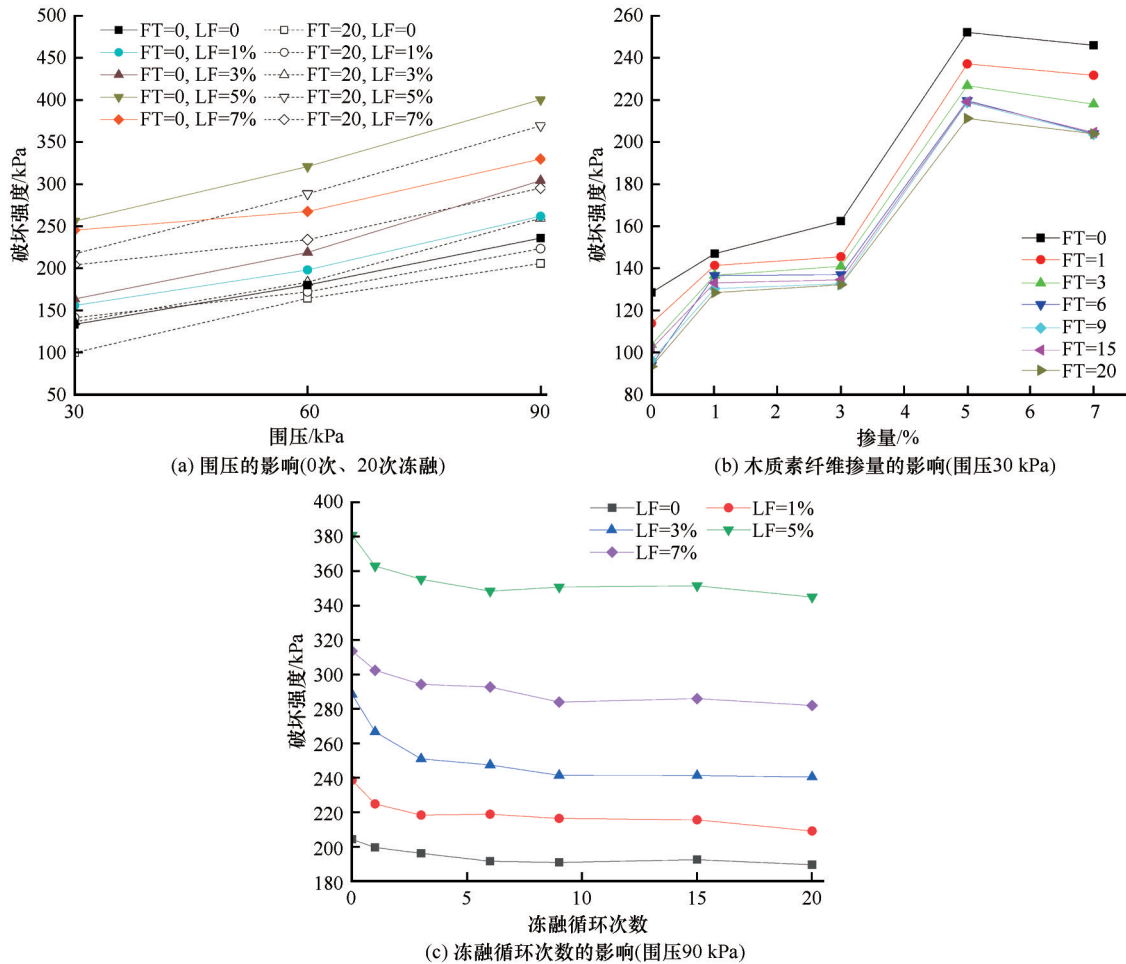 破坏强度/kPa
500
450
400
350
300
250
200
150
100
50
FT=0, LF=0
FT=0, LF=1%
FT=0, LF=3%
FT=0, LF=5%
FT=0, LF=7%
FT=20, LF=0
FT=20, LF=1%
FT=20, LF=3%
FT=20, LF=5%
FT=20, LF=7%
30 60 90
围压/kPa
(a) 围压的影响(0次、20次冻融)
破坏强度/kPa
260
240
220
200
180
160
140
120
100
80
FT=0
FT=1
FT=3
FT=6
FT=9
FT=15
FT=20
0 1 2 3 4 5 6 7
掺量/%
(b) 木质素纤维掺量的影响(围压30 kPa)
破坏强度/kPa
400
380
360
340
320
300
280
260
240
220
200
180
LF=0 LF=1%
LF=3% LF=5%
LF=7%
0 5 10 15 20
冻融循环次数
(c) 冻融循环次数的影响(围压90 kPa)